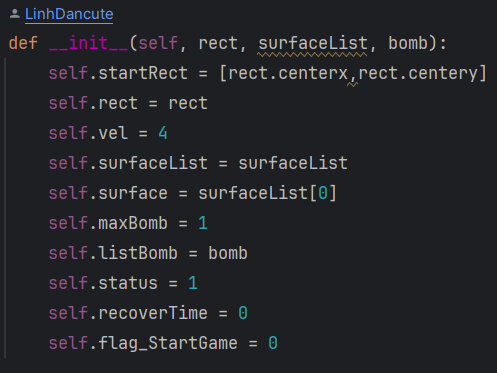 LinhDancute
def __init__(self, rect, surfaceList, bomb):
    self.startRect = [rect.centerx,rect.centery]
    self.rect = rect
    self.vel = 4
    self.surfaceList = surfaceList
    self.surface = surfaceList[0]
    self.maxBomb = 1
    self.listBomb = bomb
    self.status = 1
    self.recoverTime = 0
    self.flag_StartGame = 0